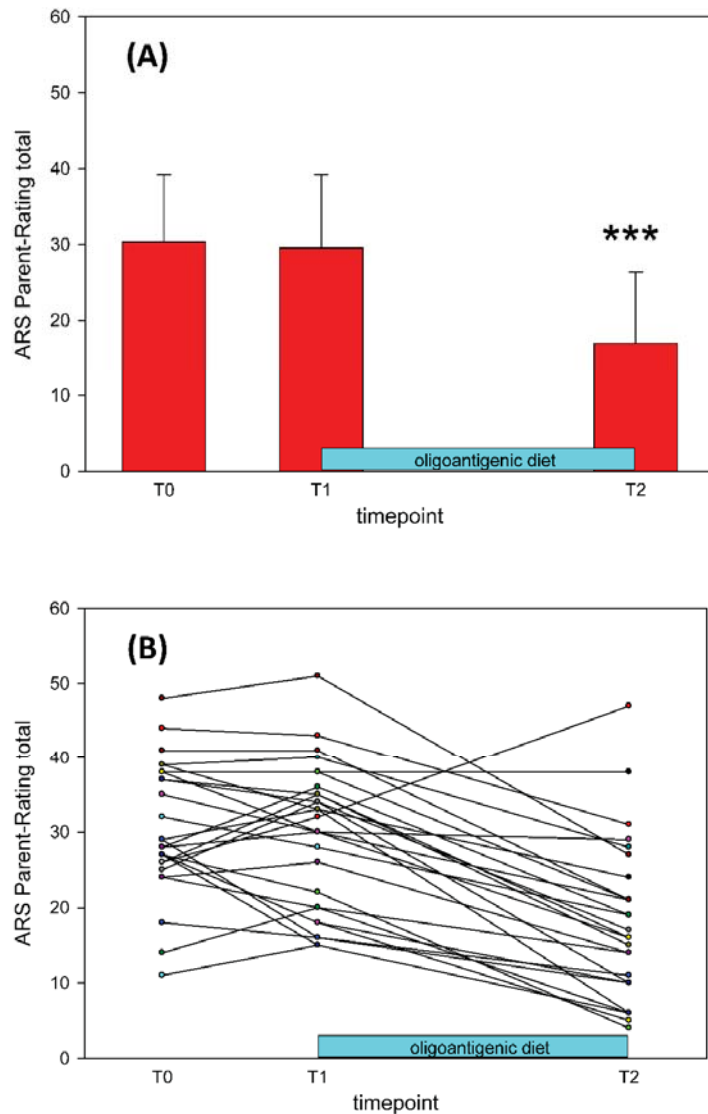 60
(A)
50
40
30
20
10
0
ARS Parent-Rating total
***
oligoantigenic diet
T0 T1 T2
timepoint
60
(B)
50
40
30
20
10
0
ARS Parent-Rating total
oligoantigenic diet
T0 T1 T2
timepoint